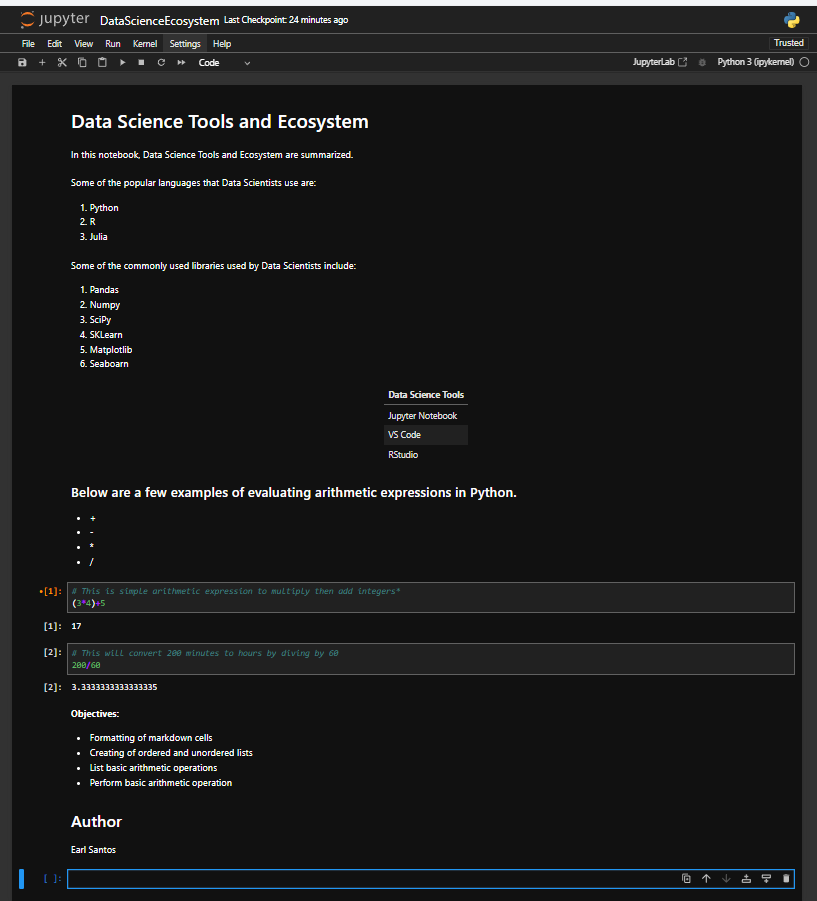 jupyter DataScienceEcosystem Last Checkpoint: 24 minutes ago
File Edit View Run Kernel Settings Help Trusted
Code JupyterLab Python 3 (ipykernel)
Data Science Tools and Ecosystem
In this notebook, Data Science Tools and Ecosystem are summarized.
Some of the popular languages that Data Scientists use are:
1. Python
2. R
3. Julia
Some of the commonly used libraries used by Data Scientists include:
1. Pandas
2. Numpy
3. SciPy
4. SKLearn
5. Matplotlib
6. Seaboarn
Data Science Tools
Jupyter Notebook
VS Code
RStudio
Below are a few examples of evaluating arithmetic expressions in Python.
• +
• -
• *
• /
•[1]: # This is simple arithmetic expression to multiply then add integers*
(3*4)+5
[1]: 17
[2]: # This will convert 200 minutes to hours by diving by 60
200/60
[2]: 3.3333333333333335
Objectives:
• Formatting of markdown cells
• Creating of ordered and unordered lists
• List basic arithmetic operations
• Perform basic arithmetic operation
Author
Earl Santos
[ ]: